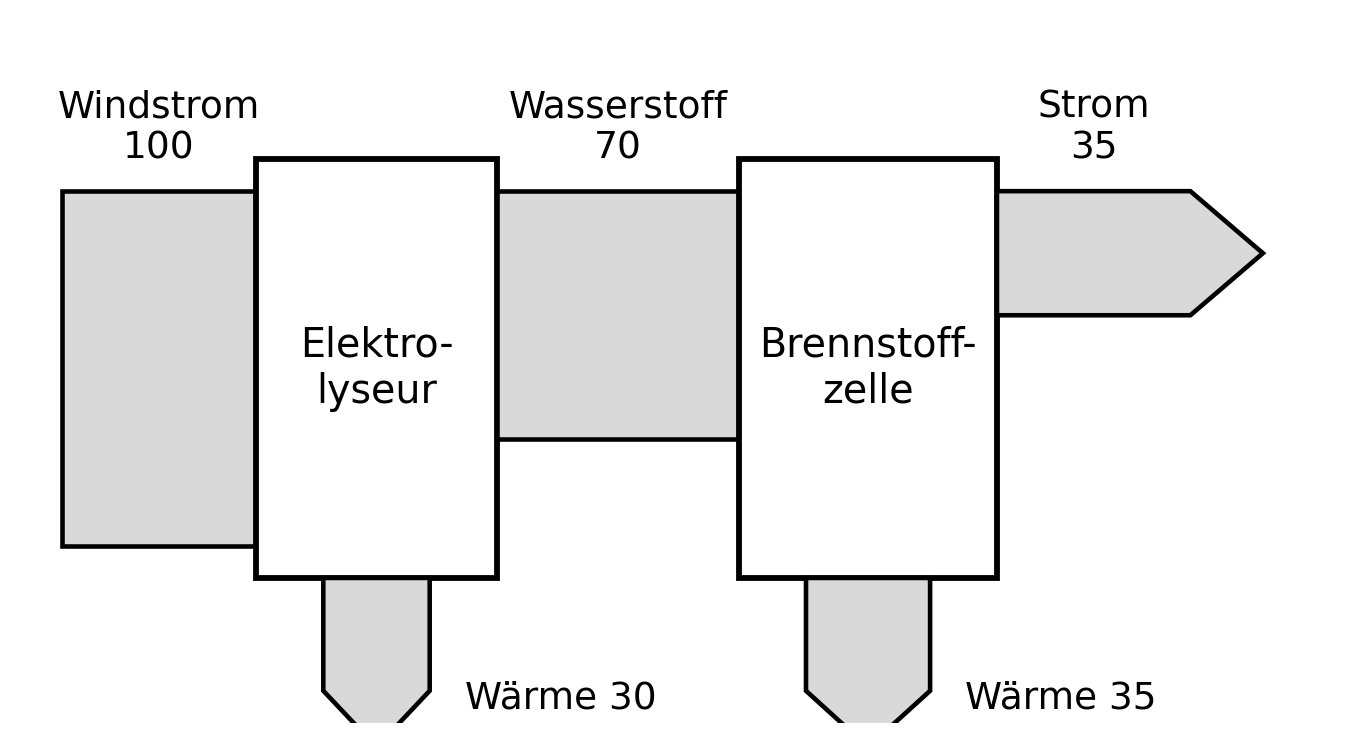 Windstrom
100
Wasserstoff
70
Strom
35
Elektro-
lyseur
Brennstoff-
zelle
Wärme 30
Wärme 35